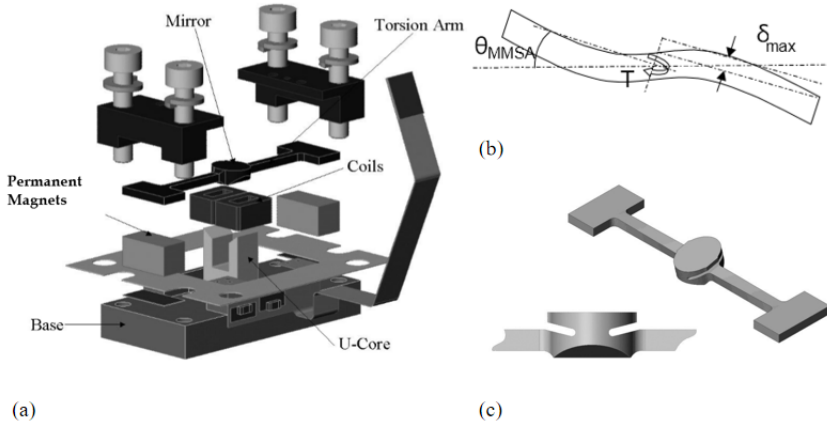 Mirror
Torsion Arm
Coils
Permanent
Magnets
Base
U-Core
(a)
θMMSA
T
δmax
(b)
(c)